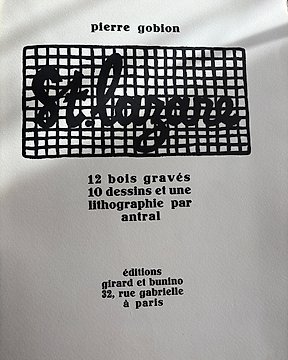 pierre gobion
St. lazare
12 bois gravés
10 dessins et une
lithographie par
antral
éditions
girard et bunino
32, rue gabrielle
à paris